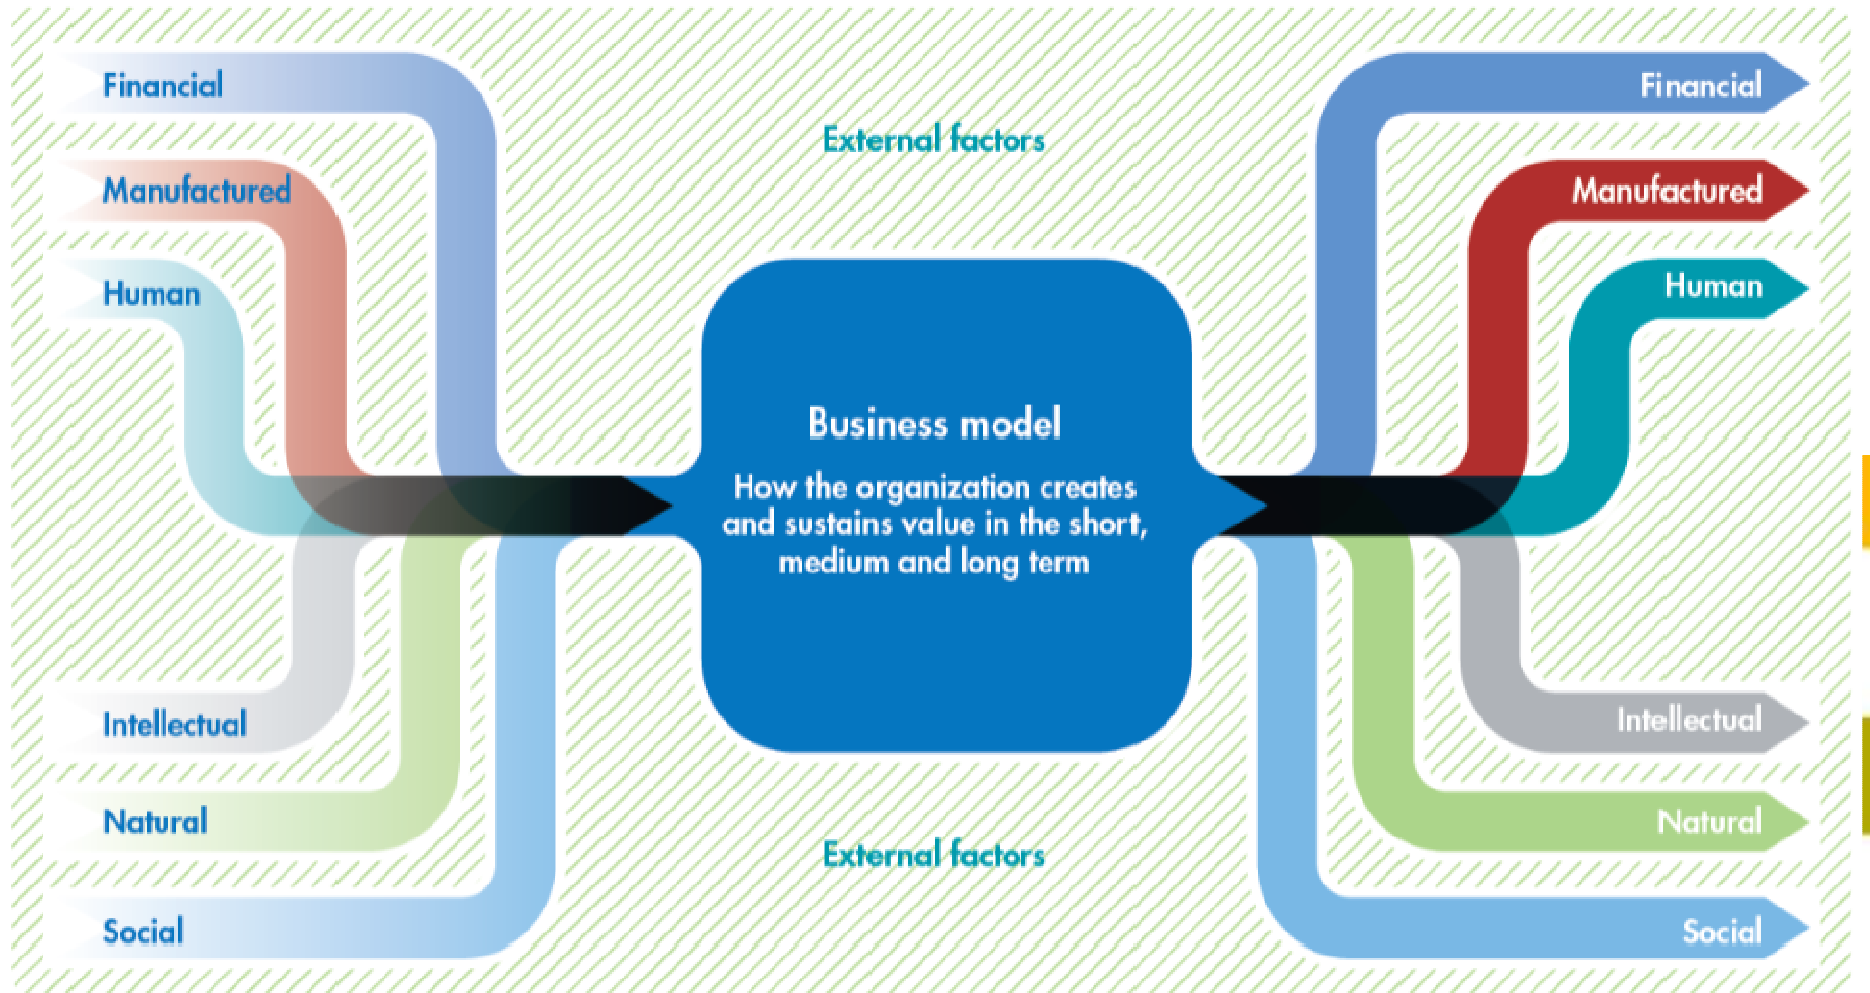 Financial
Manufactured
Human
Intellectual
Natural
Social
External factors
Business model
How the organization creates
and sustains value in the short,
medium and long term
External factors
Financial
Manufactured
Human
Intellectual
Natural
Social